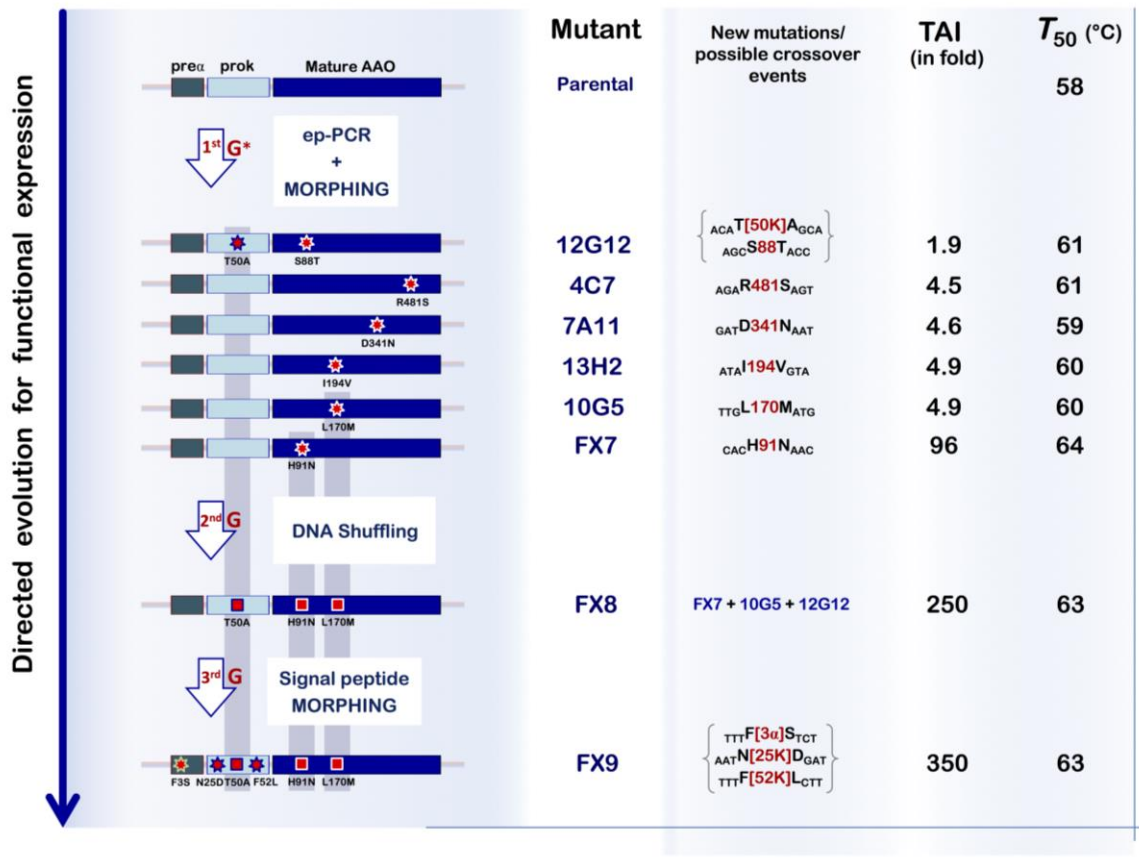 Directed evolution for functional expression
Mutant
New mutations/
possible crossover
events
TAI
(in fold)
T50 (°C)
preα prok Mature AAO
Parental
58
1st G*
ep-PCR
+
MORPHING
T50A S88T
12G12
ACAT[50K]AGCA
AGCS88TACC
1.9
61
R481S
4C7
AGAR481SAGT
4.5
61
D341N
7A11
GATD341NAAT
4.6
59
I194V
13H2
ATAI194VGTA
4.9
60
L170M
10G5
TTGL170MATG
4.9
60
H91N
FX7
CACH91NAAC
96
64
2nd G
DNA Shuffling
T50A H91N L170M
FX8
FX7 + 10G5 + 12G12
250
63
3rd G
Signal peptide
MORPHING
F3S N25D T50A F52L H91N L170M
FX9
TTTF[3α]STCT
AATN[25K]DGAT
TTTF[52K]LCTT
350
63